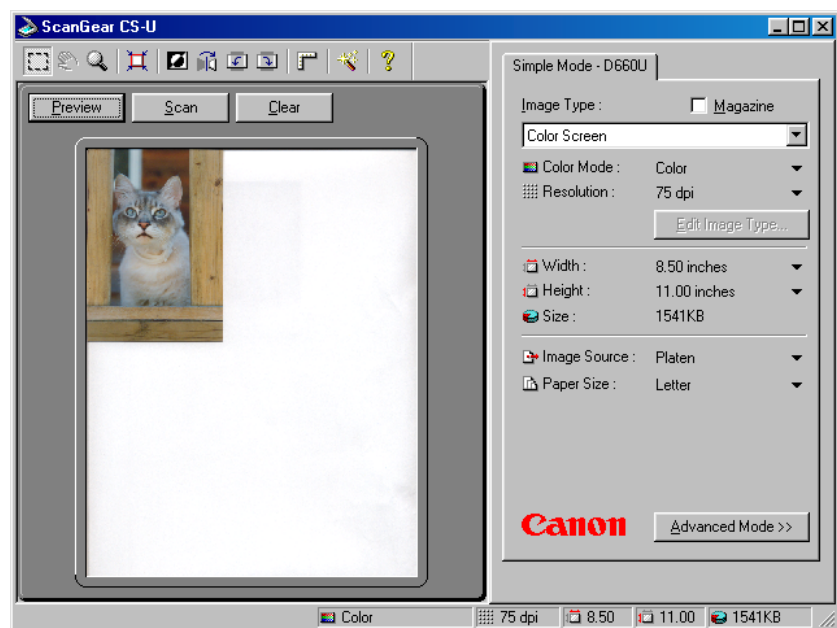 ScanGear CS-U
Preview
Scan
Clear
Simple Mode - D660U
Image Type :
Magazine
Color Screen
Color Mode : Color
Resolution : 75 dpi
Edit Image Type...
Width : 8.50 inches
Height : 11.00 inches
Size : 1541KB
Image Source : Platen
Paper Size : Letter
Canon
Advanced Mode >>
Color 75 dpi 8.50 11.00 1541KB